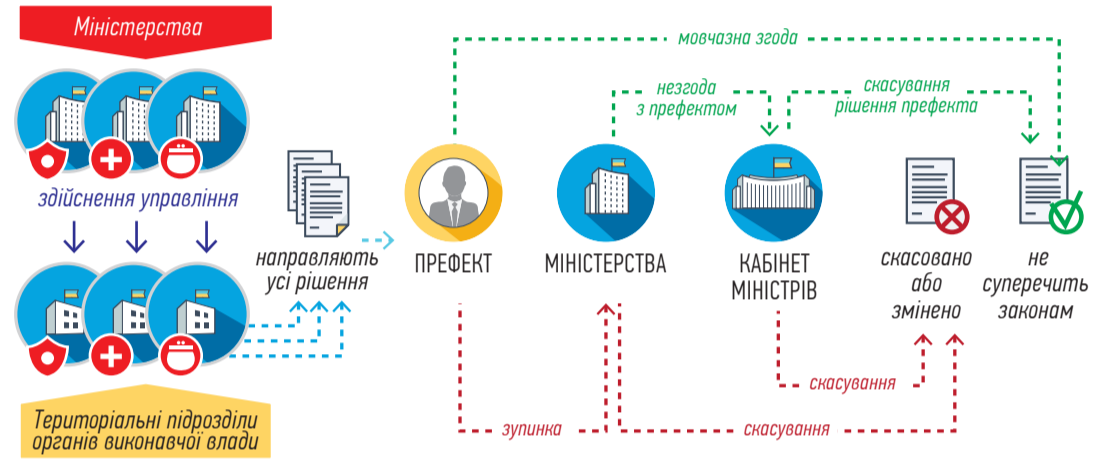 Міністерства
здійснення управління
Територіальні підрозділи
органів виконавчої влади
направляють
усі рішення
мовчазна згода
незгода
з префектом
скасування
рішення префекта
ПРЕФЕКТ
МІНІСТЕРСТВА
КАБІНЕТ
МІНІСТРІВ
скасовано
або
змінено
не
суперечить
законам
скасування
зупинка
скасування